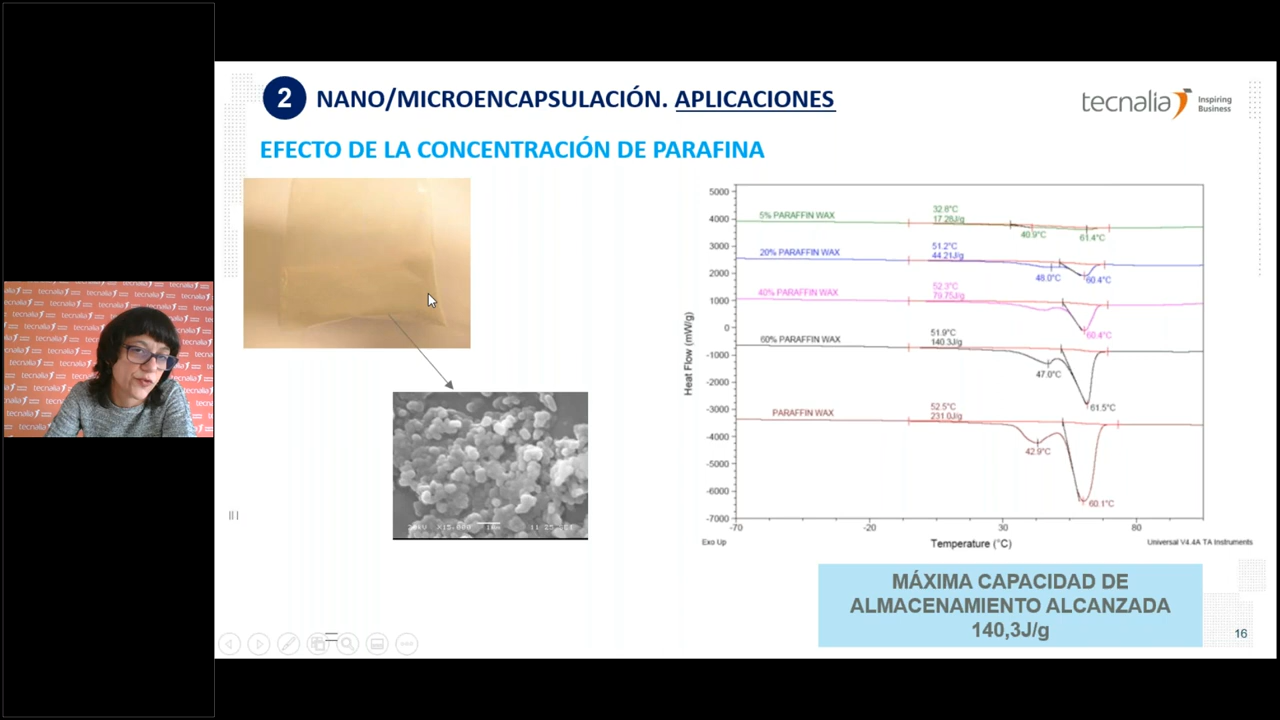 2
NANO/MICROENCAPSULACIÓN. APLICACIONES
tecnalia
Inspiring
Business
EFECTO DE LA CONCENTRACIÓN DE PARAFINA
tecnalia
5000
4000
3000
2000
1000
0
-1000
-2000
-3000
-4000
-5000
-6000
-7000
Heat Flow (mW/g)
5% PARAFFIN WAX
32.8°C
17.28J/g
40.9°C
61.4°C
20% PARAFFIN WAX
51.2°C
44.21J/g
48.0°C
60.4°C
40% PARAFFIN WAX
52.3°C
79.75J/g
60.4°C
60% PARAFFIN WAX
51.9°C
140.3J/g
47.0°C
61.5°C
PARAFFIN WAX
52.5°C
231.0J/g
42.9°C
60.1°C
-70
-20
30
80
Exo Up
Temperature (°C)
Universal V4.4A TA Instruments
MÁXIMA CAPACIDAD DE
ALMACENAMIENTO ALCANZADA
140,3J/g
16